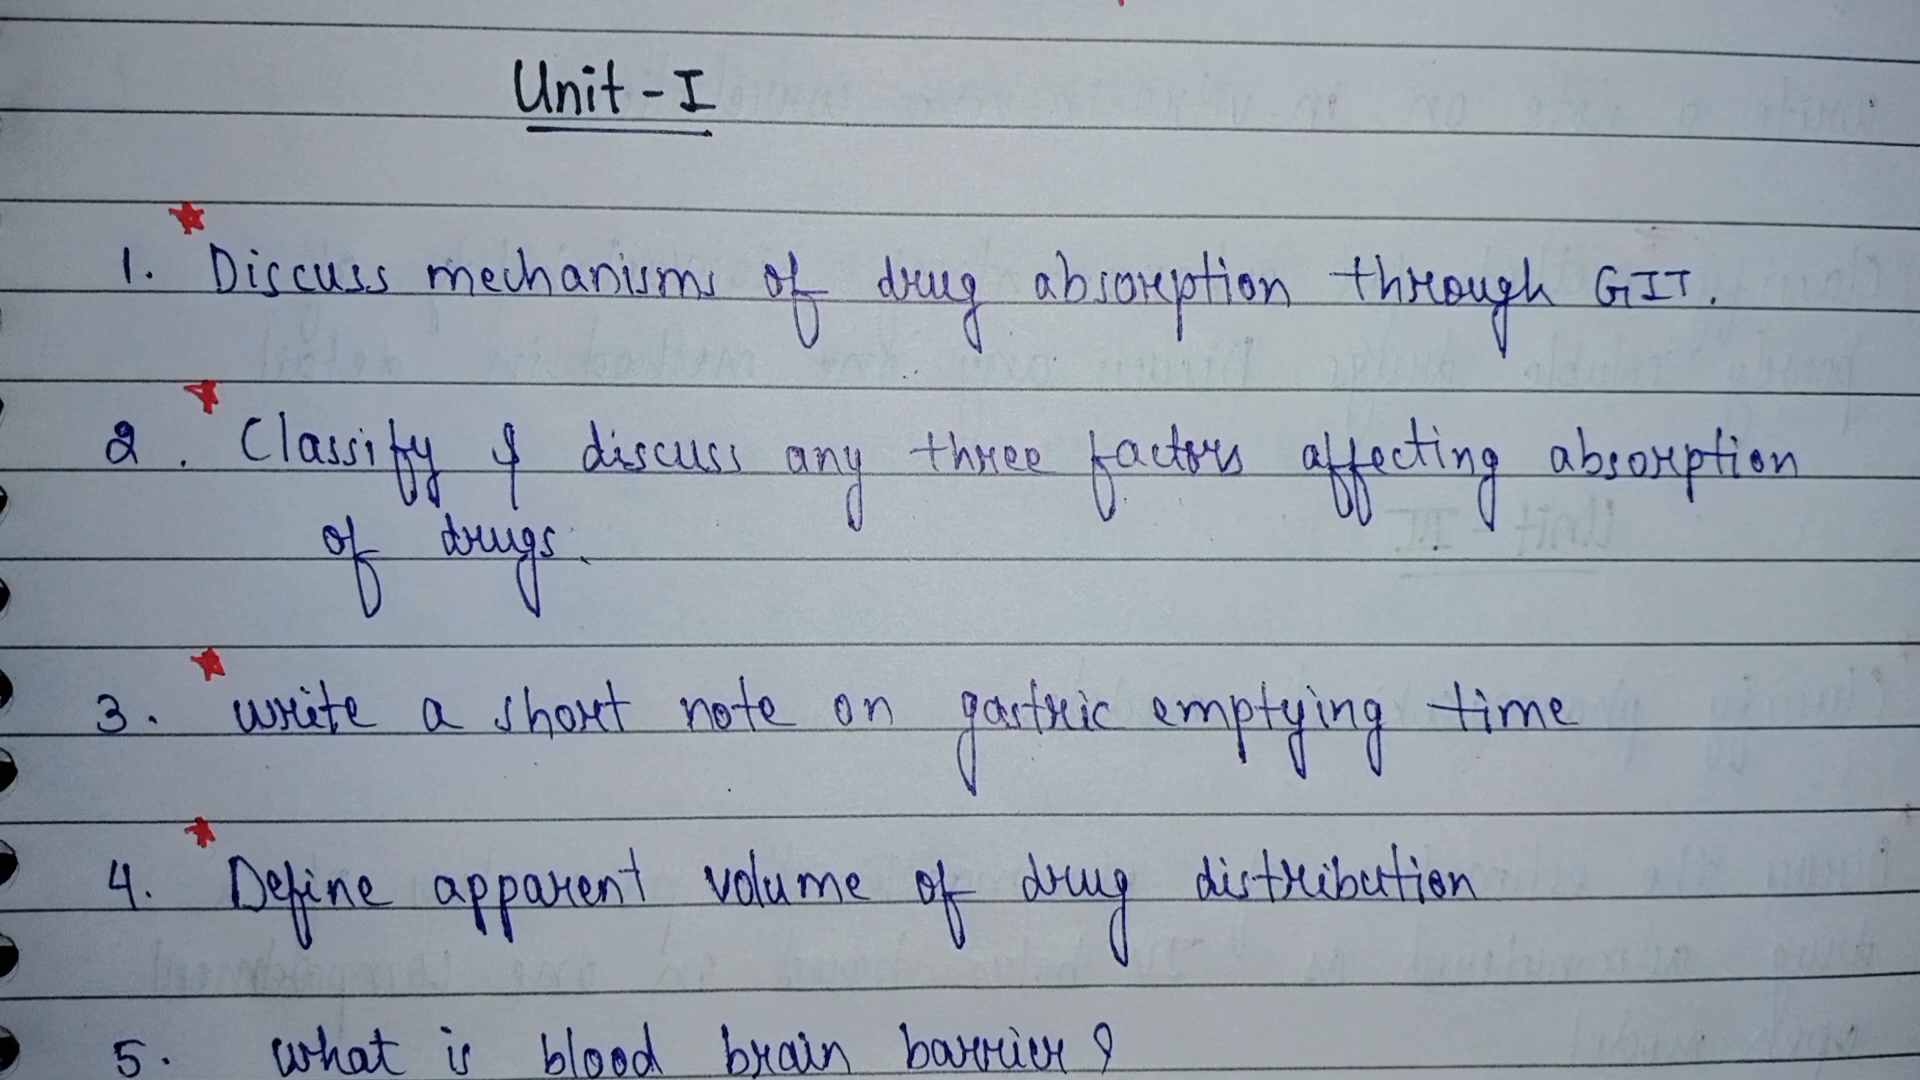 Unit - I
1. Discuss mechanisms of drug absorption through GIT.
2. Classify & discuss any three factors affecting absorption
of drugs.
3. write a short note on gastric emptying time
4. Define apparent volume of drug distribution
5. what is blood brain barrier?